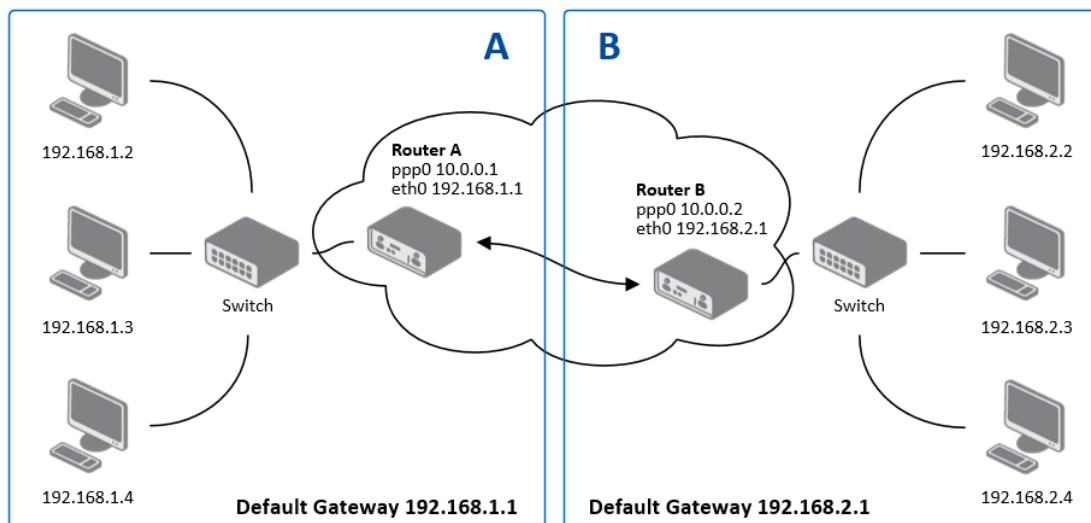 A
B
192.168.1.2
192.168.1.3
192.168.1.4
Switch
Router A
ppp0 10.0.0.1
eth0 192.168.1.1
Default Gateway 192.168.1.1
Router B
ppp0 10.0.0.2
eth0 192.168.2.1
Switch
192.168.2.2
192.168.2.3
192.168.2.4
Default Gateway 192.168.2.1